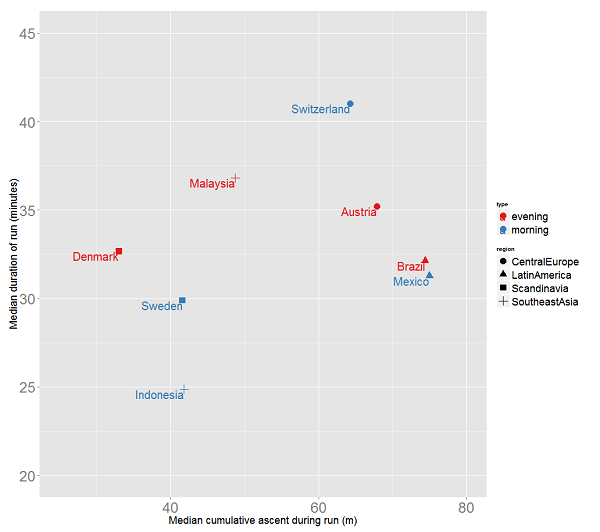 45
40
35
30
25
20
Median duration of run (minutes)
Switzerland
Malaysia
Austria
Denmark
Brazil
Mexico
Sweden
Indonesia
40
60
80
Median cumulative ascent during run (m)
type
evening
morning
region
CentralEurope
LatinAmerica
Scandinavia
SoutheastAsia